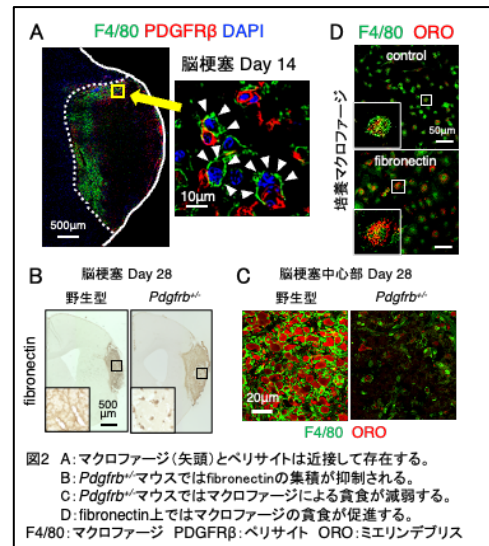 A
F4/80 PDGFRβ DAPI
脳梗塞 Day 14
500μm
10μm
D
F4/80 ORO
control
50μm
培養マクロファージ
fibronectin
B
脳梗塞 Day 28
野生型
Pdgfrb+/-
fibronectin
500
μm
C
脳梗塞中心部 Day 28
野生型
Pdgfrb+/-
20μm
F4/80 ORO
図2 A:マクロファージ(矢頭)とペリサイトは近接して存在する。
B:Pdgfrb+/-マウスではfibronectinの集積が抑制される。
C:Pdgfrb+/-マウスではマクロファージによる貪食が減弱する。
D:fibronectin上ではマクロファージの貪食が促進する。
F4/80:マクロファージ PDGFRβ:ペリサイト ORO:ミエリンデブリス